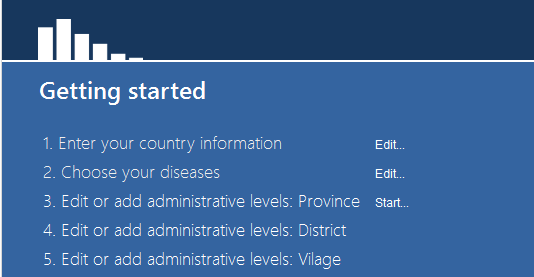 Getting started
1. Enter your country information Edit...
2. Choose your diseases Edit...
3. Edit or add administrative levels: Province Start...
4. Edit or add administrative levels: District
5. Edit or add administrative levels: Vilage